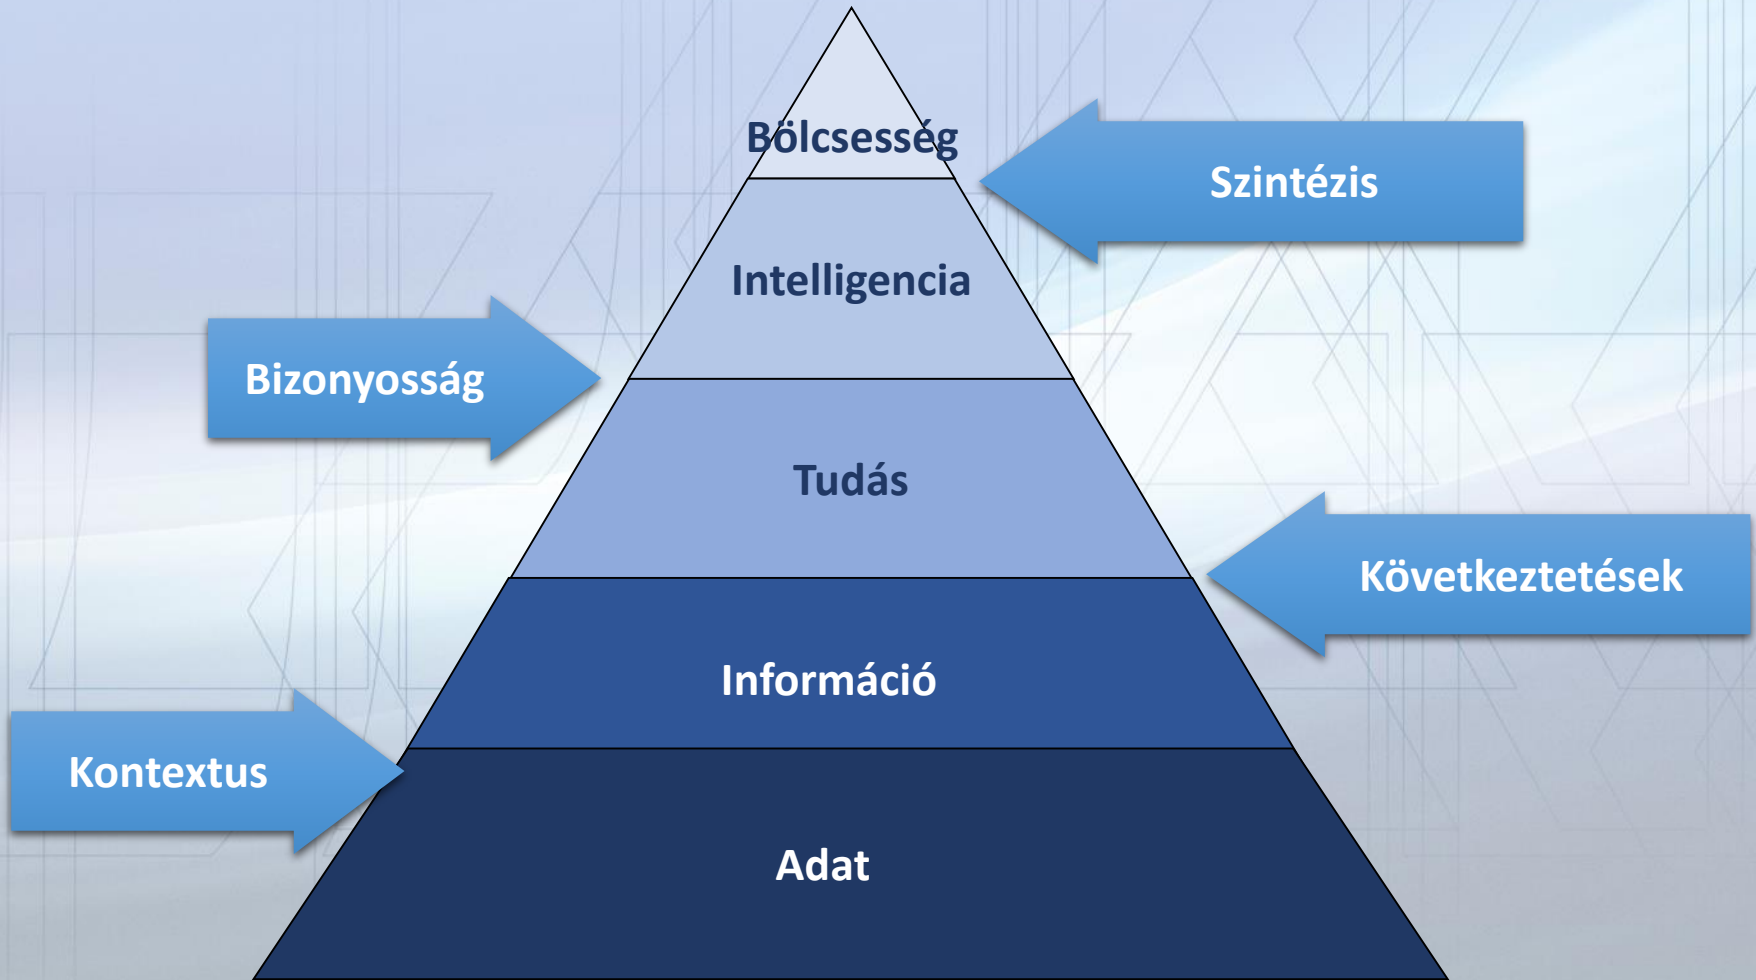 Bölcsesség
Szintézis
Intelligencia
Bizonyosság
Tudás
Következtetések
Információ
Kontextus
Adat